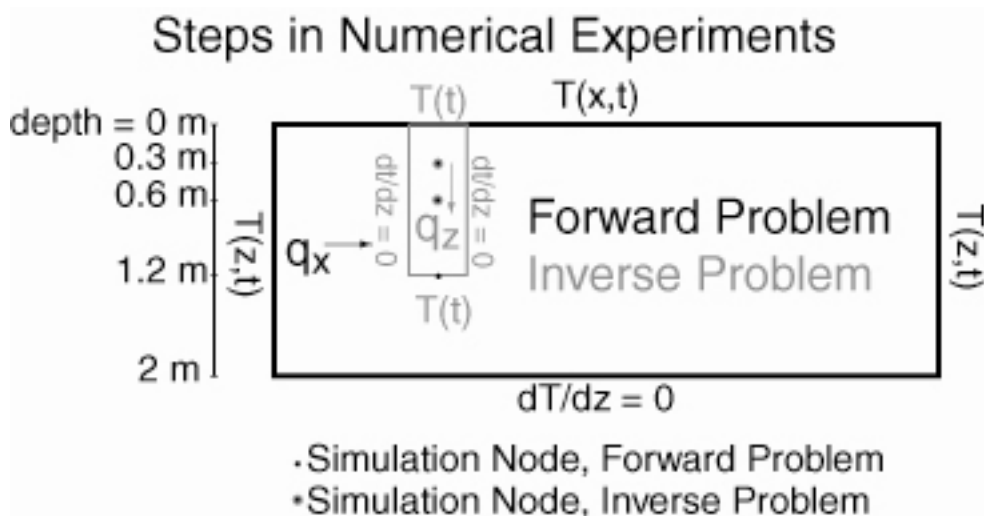 Steps in Numerical Experiments
T(t)
T(x,t)
depth = 0 m
0.3 m
0.6 m
1.2 m
2 m
T(z,t)
qx
dt/dz = 0
qz
dt/dz = 0
T(t)
Forward Problem
Inverse Problem
T(z,t)
dT/dz = 0
Simulation Node, Forward Problem
Simulation Node, Inverse Problem